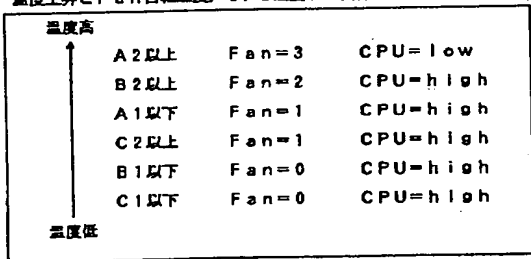 温度高
A2以上 Fan=3 CPU=low
B2以上 Fan=2 CPU=high
A1以下 Fan=1 CPU=high
C2以上 Fan=1 CPU=high
B1以下 Fan=0 CPU=high
C1以下 Fan=0 CPU=high
温度低